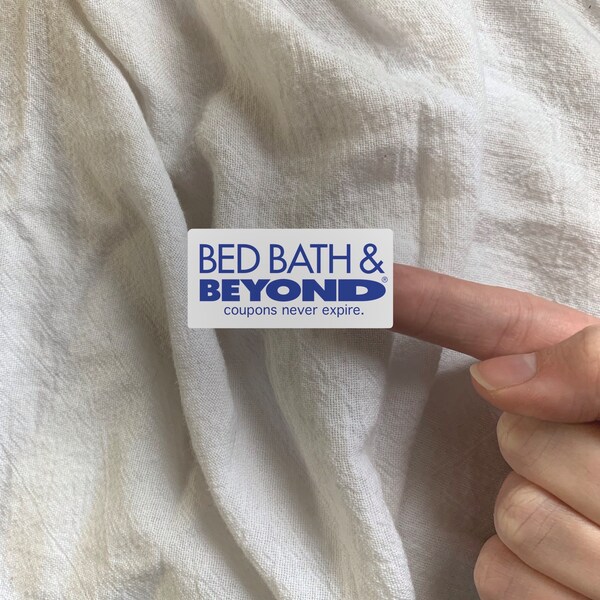 BED BATH &
BEYOND®
coupons never expire.